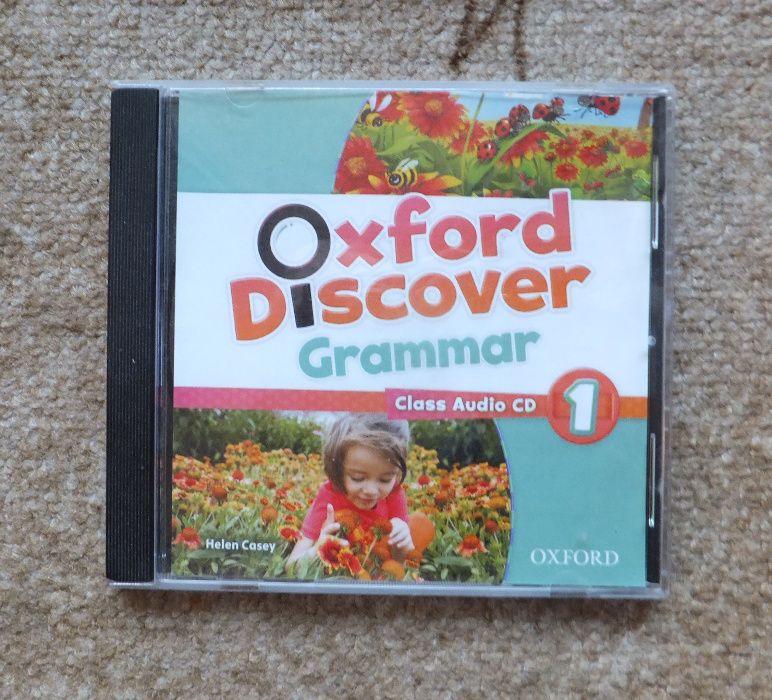 Oxford
Discover
Grammar
Class Audio CD 1
Helen Casey
OXFORD